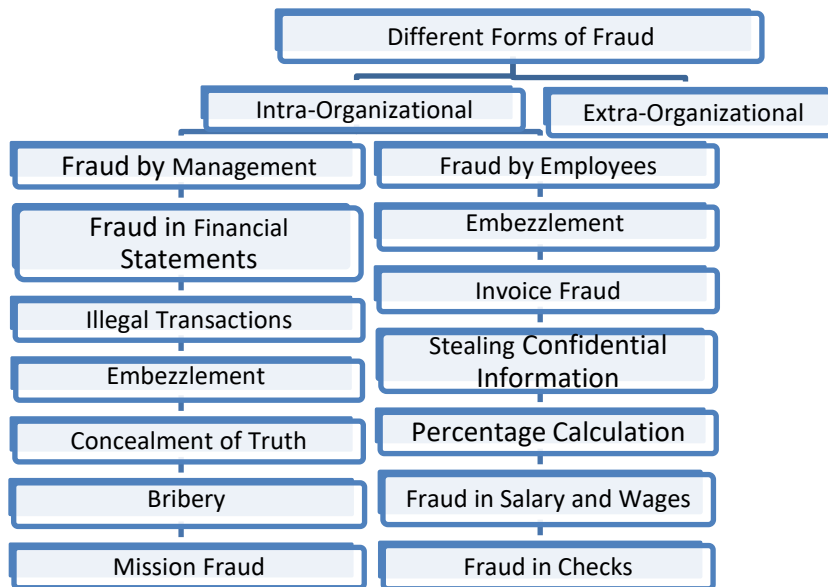 Different Forms of Fraud
Intra-Organizational
Extra-Organizational
Fraud by Management
Fraud by Employees
Fraud in Financial
Statements
Embezzlement
Invoice Fraud
Illegal Transactions
Stealing Confidential
Information
Embezzlement
Percentage Calculation
Concealment of Truth
Bribery
Fraud in Salary and Wages
Mission Fraud
Fraud in Checks